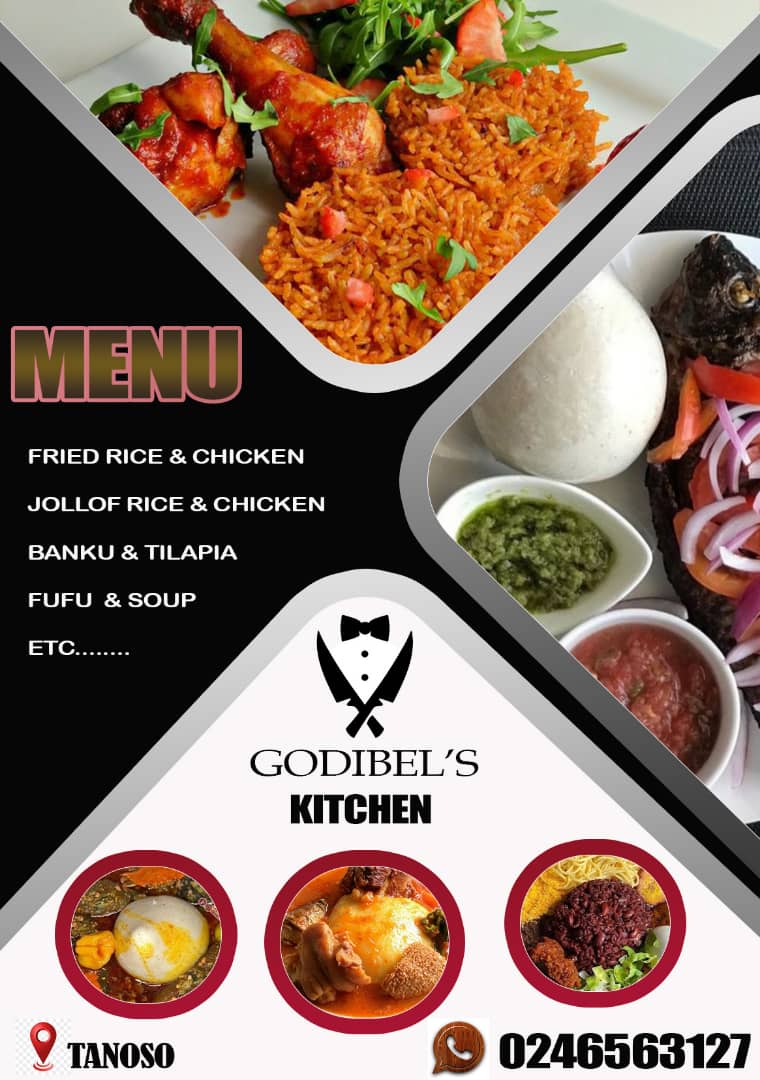 MENU
FRIED RICE & CHICKEN
JOLLOF RICE & CHICKEN
BANKU & TILAPIA
FUFU & SOUP
ETC........
GODIBEL'S
KITCHEN
TANOSO
0246563127